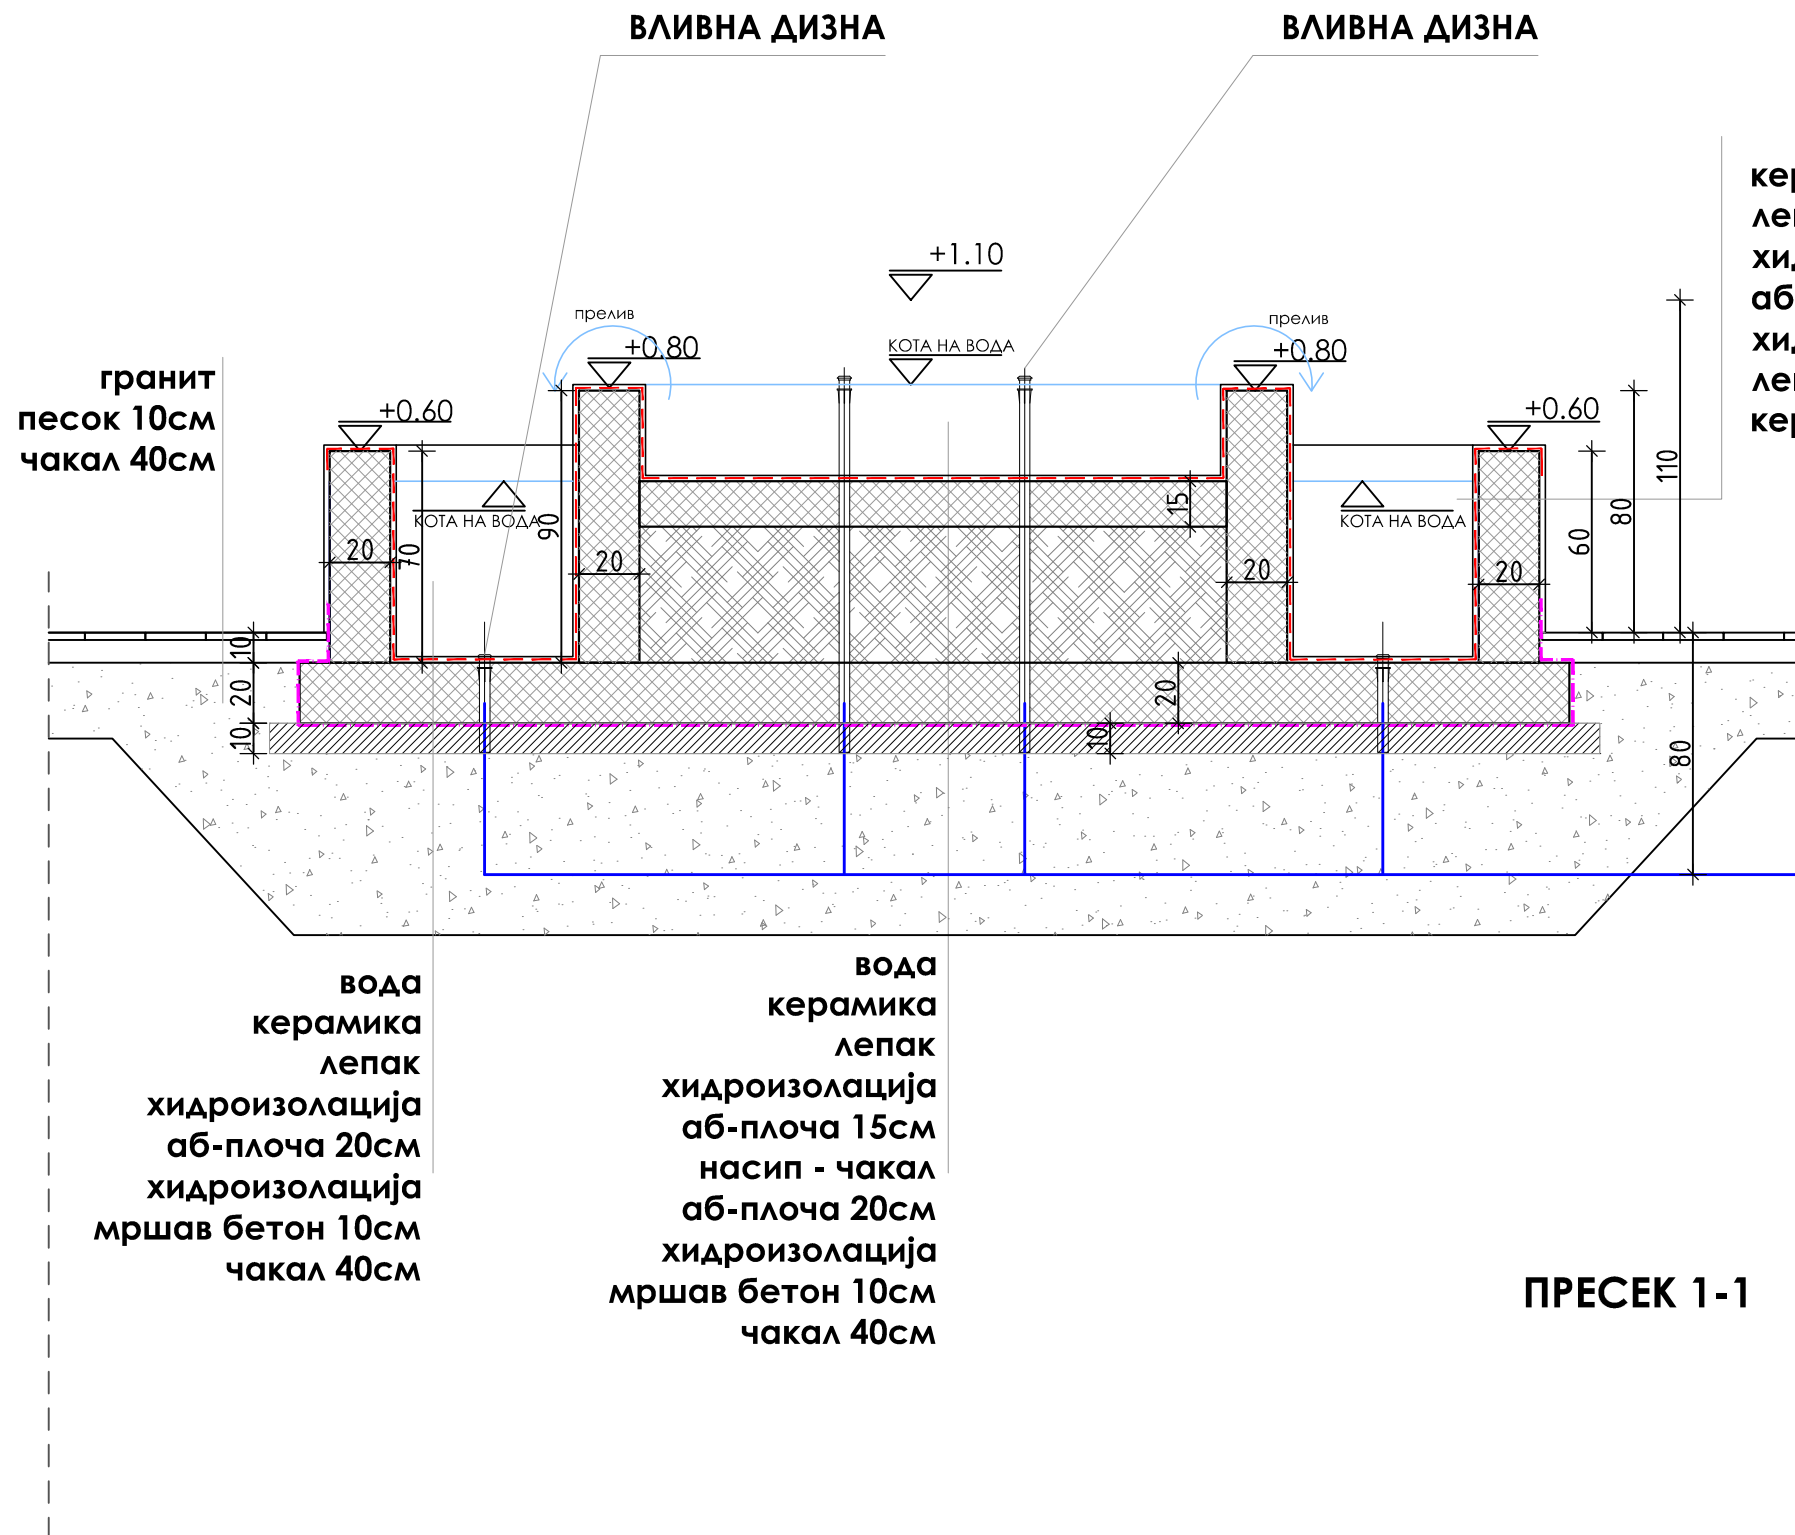 ВЛИВНА ДИЗНА
ВЛИВНА ДИЗНА
+1.10
прелив
прелив
+0.80
КОТА НА ВОДА
+0.80
+0.60
+0.60
гранит
песок 10см
чакал 40см
КОТА НА ВОДА
КОТА НА ВОДА
20
70
90
20
15
20
20
60
80
110
10
20
10
20
10
80
вода
керамика
лепак
хидроизолација
аб-плоча 20см
хидроизолација
мршав бетон 10см
чакал 40см
вода
керамика
лепак
хидроизолација
аб-плоча 15см
насип - чакал
аб-плоча 20см
хидроизолација
мршав бетон 10см
чакал 40см
ПРЕСЕК 1-1